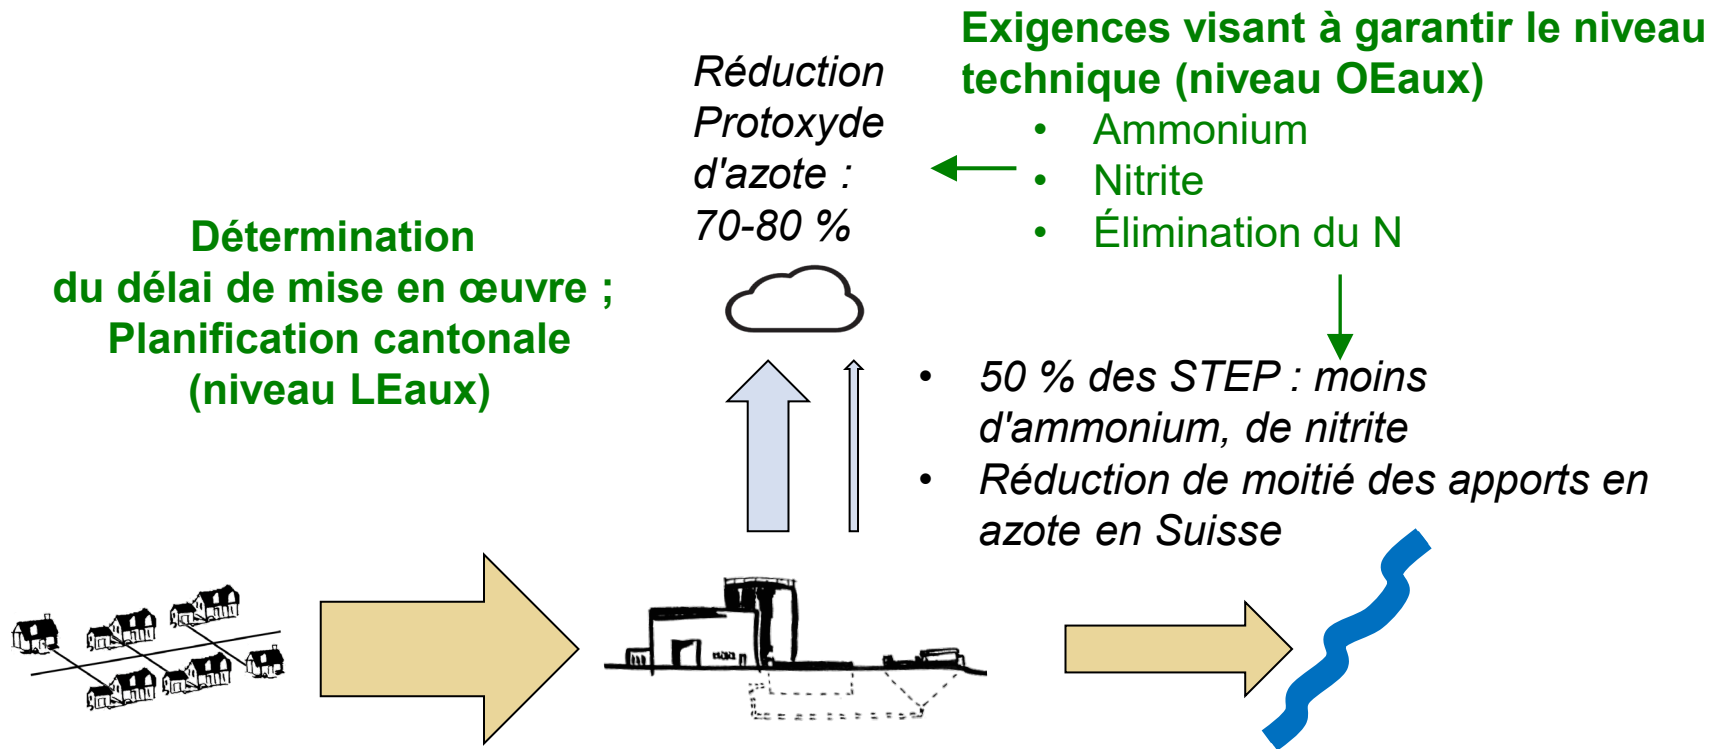 Exigences visant à garantir le niveau
technique (niveau OEaux)
• Ammonium
• Nitrite
• Élimination du N
Réduction
Protoxyde
d'azote :
70-80 %
Détermination
du délai de mise en œuvre ;
Planification cantonale
(niveau LEaux)
• 50 % des STEP : moins
d'ammonium, de nitrite
• Réduction de moitié des apports en
azote en Suisse